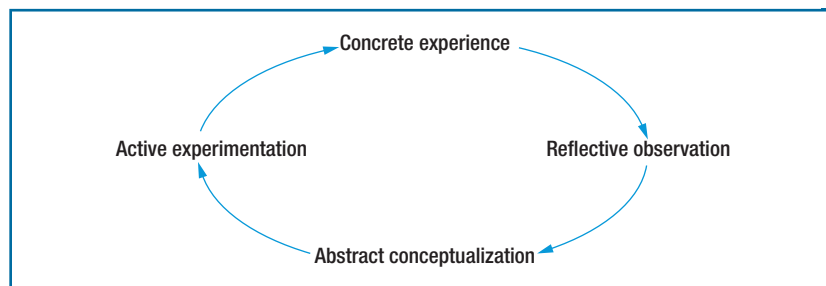 Concrete experience
Active experimentation
Reflective observation
Abstract conceptualization